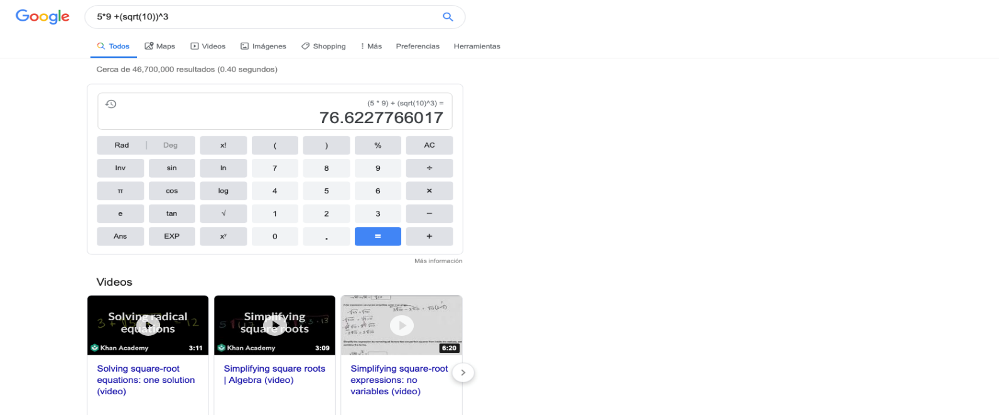 Google
5*9 +(sqrt(10))^3
Todos Maps Videos Imágenes Shopping Más Preferencias Herramientas
Cerca de 46,700,000 resultados (0.40 segundos)
(5 * 9) + (sqrt(10)^3) =
76.6227766017
Rad | Deg x! ( ) % AC
Inv sin ln 7 8 9 ÷
π cos log 4 5 6 ×
e tan √ 1 2 3 −
Ans EXP xʸ 0 . = +
Más información
Videos
Solving radical
equations
= 12
Khan Academy 3:11
Solving square-root
equations: one solution
(video)
Simplifying
square roots
Khan Academy 3:09
Simplifying square roots
| Algebra (video)
6:20
Simplifying square-root
expressions: no
variables (video)